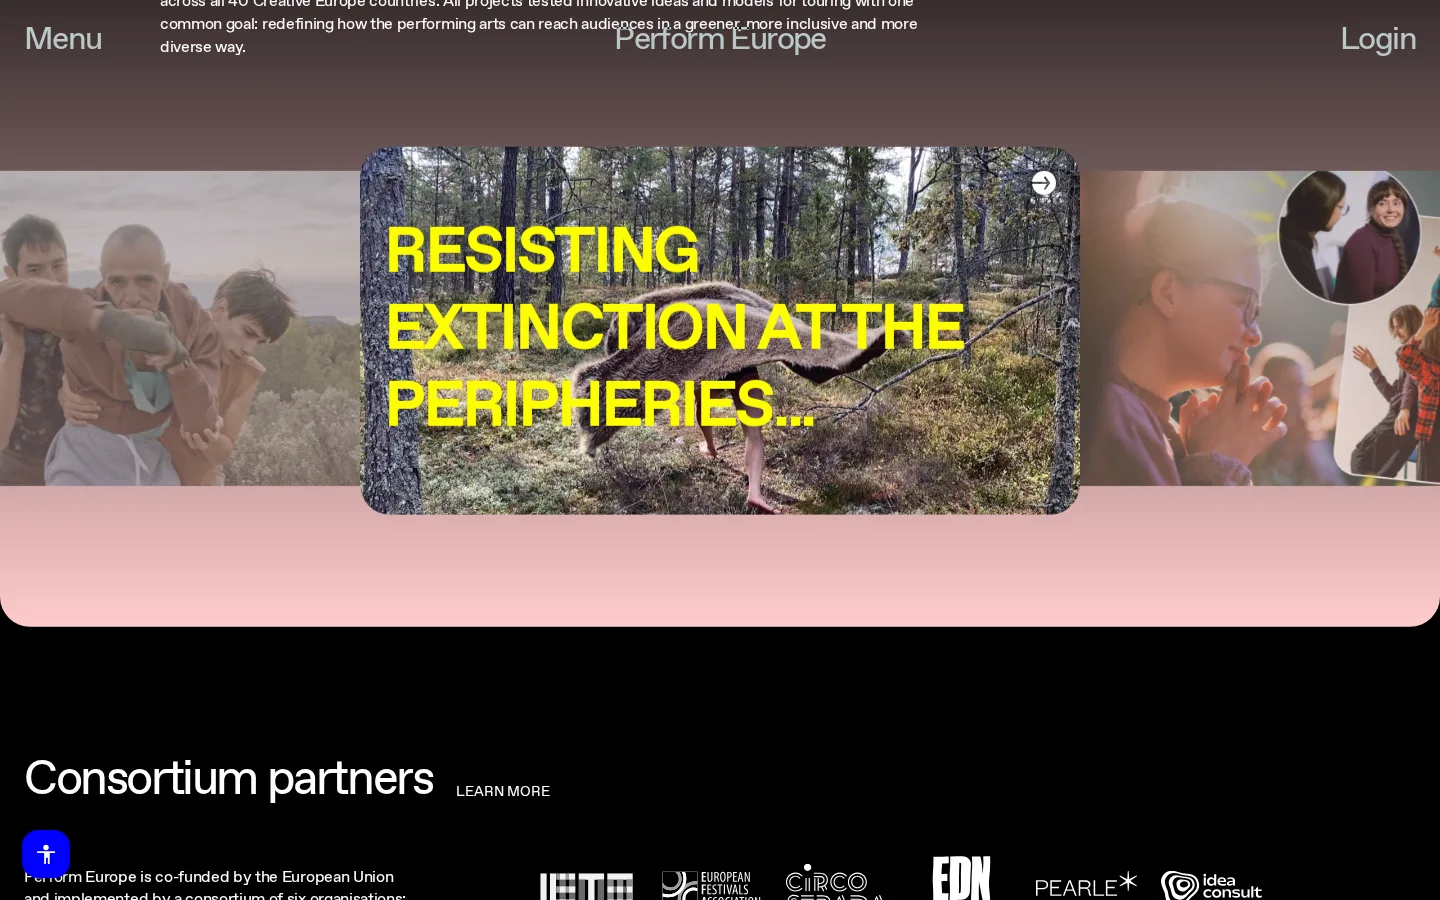 across all 40 Creative Europe countries. All projects tested innovative ideas and models for touring with one
common goal: redefining how the performing arts can reach audiences in a greener, more inclusive and more
diverse way.
Menu
Perform Europe
Login
RESISTING
EXTINCTION AT THE
PERIPHERIES...
Consortium partners
LEARN MORE
Perform Europe is co-funded by the European Union
and implemented by a consortium of six organisations:
IETM
EUROPEAN
FESTIVALS
ASSOCIATION
CIRCO
STRADA
EDN
PEARLE*
idea
consult